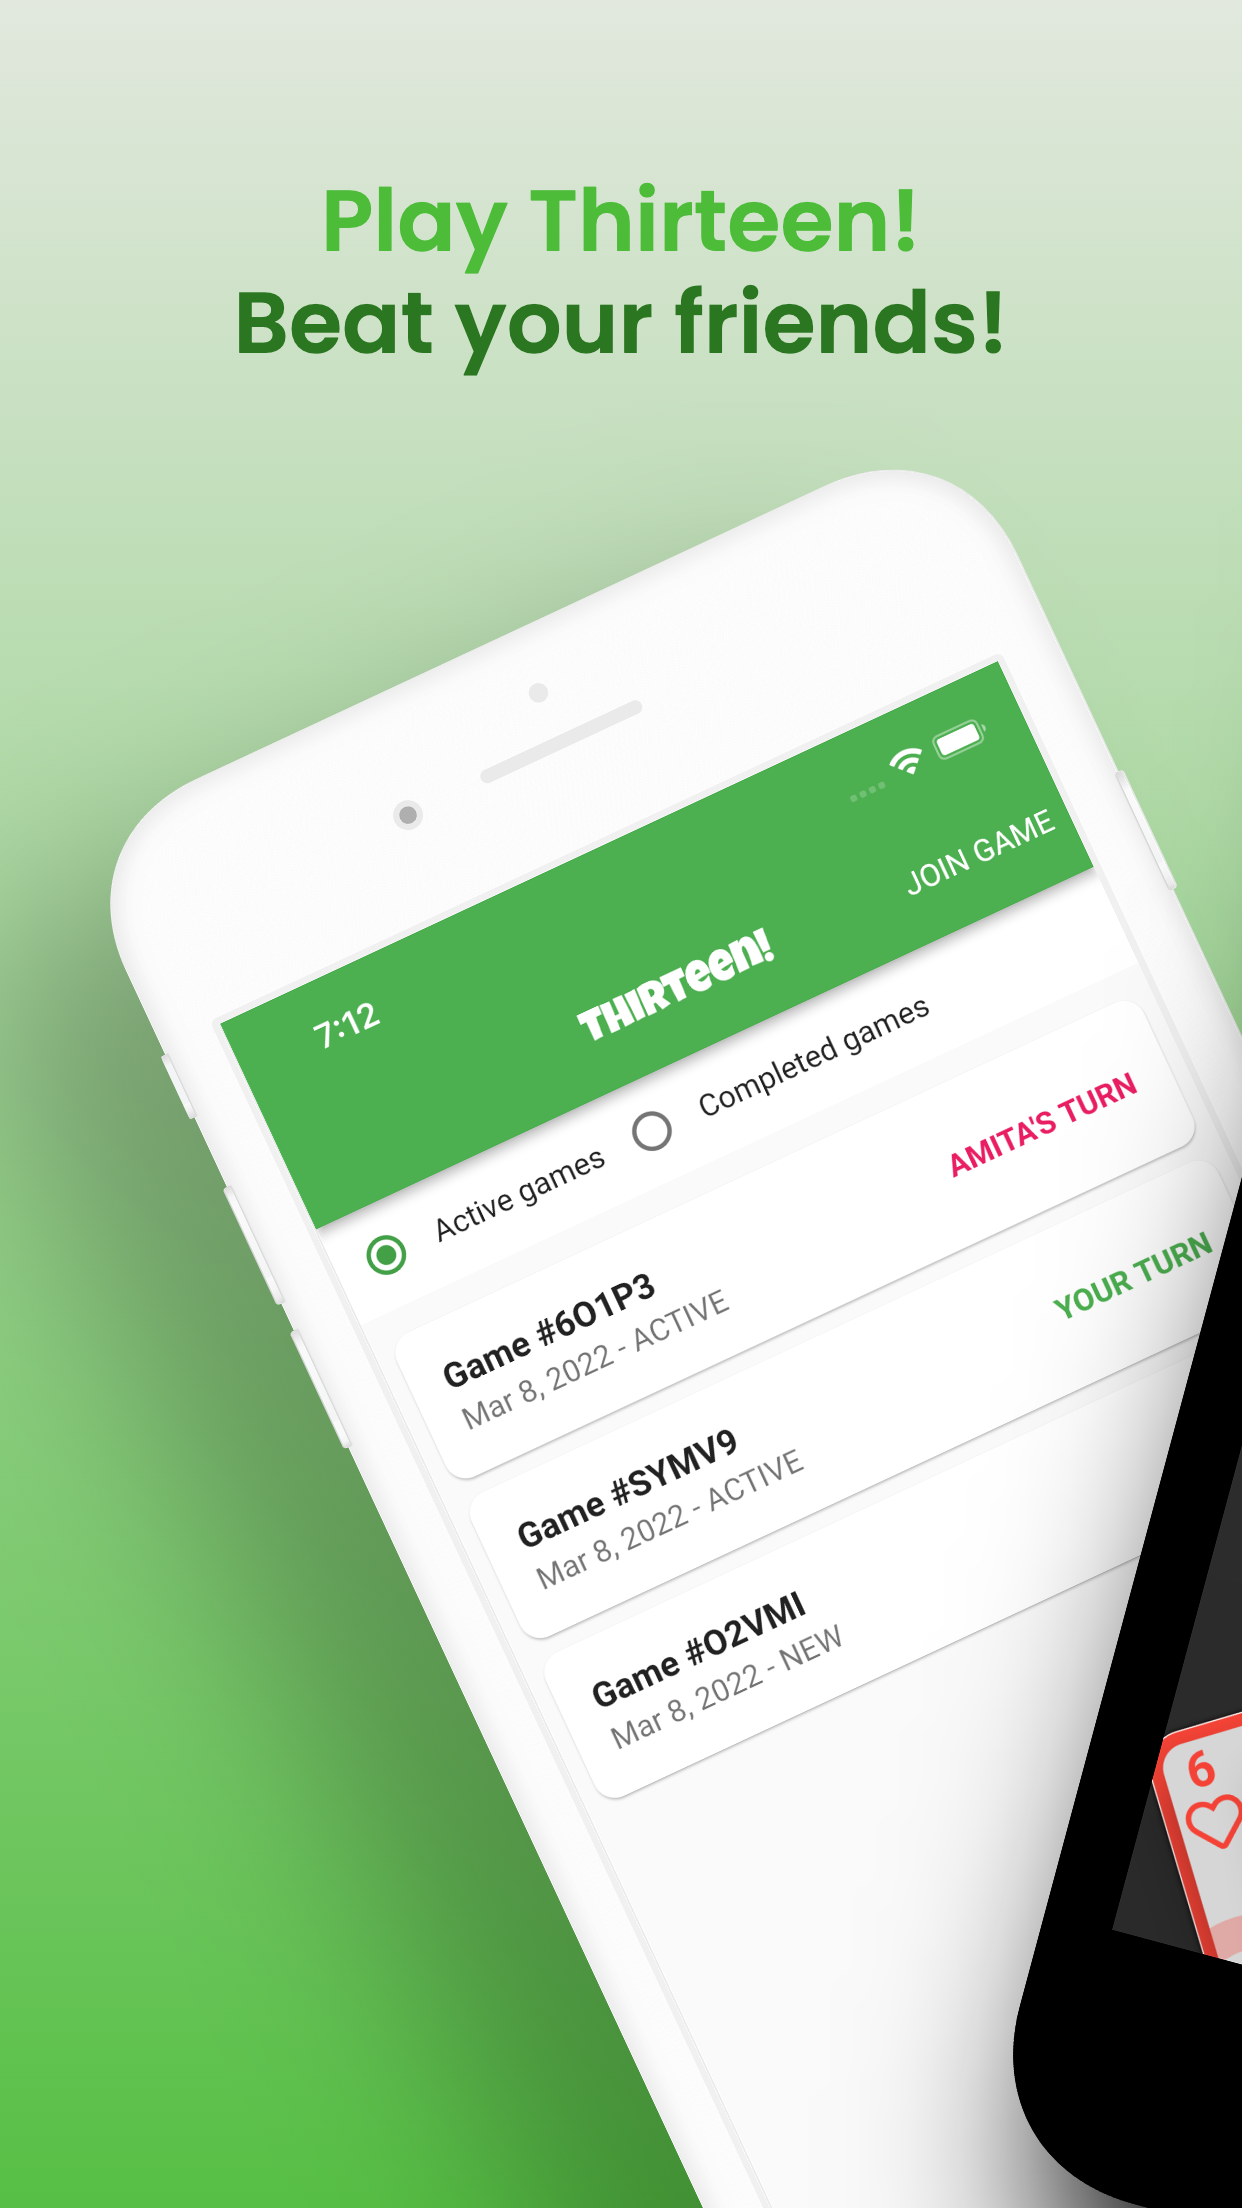 Play Thirteen!
Beat your friends!
7:12
JOIN GAME
THIRTeen!
Active games
Completed games
Game #6O1P3
AMITA'S TURN
Mar 8, 2022 - ACTIVE
Game #SYMV9
YOUR TURN
Mar 8, 2022 - ACTIVE
Game #O2VMI
Mar 8, 2022 - NEW
6